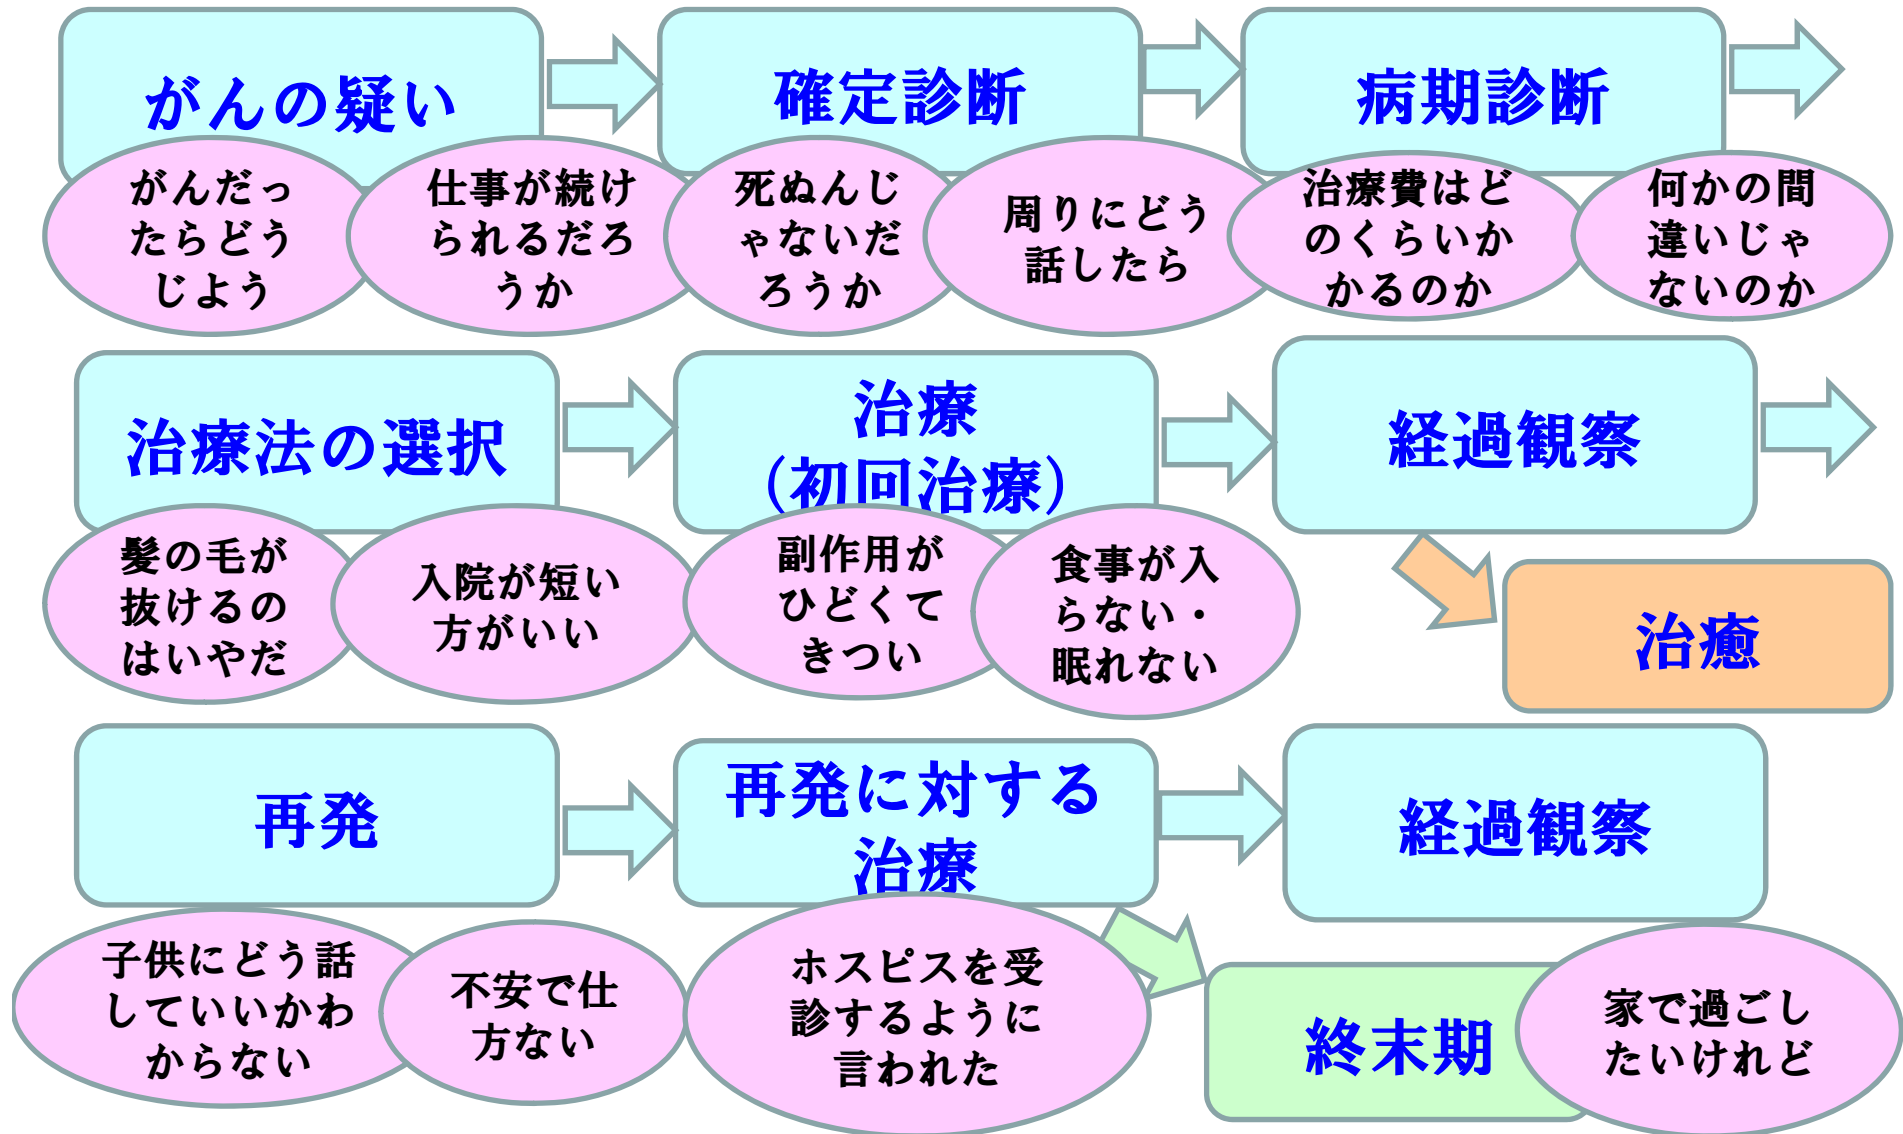 がんの疑い
確定診断
病期診断
がんだっ
たらどう
じよう
仕事が続け
られるだろ
うか
死ぬんじ
ゃないだ
ろうか
周りにどう
話したら
治療費はど
のくらいか
かるのか
何かの間
違いじゃ
ないのか
治療法の選択
治療
（初回治療）
経過観察
髪の毛が
抜けるの
はいやだ
入院が短い
方がいい
副作用が
ひどくて
きつい
食事が入
らない・
眠れない
治癒
再発
再発に対する
治療
経過観察
子供にどう話
していいかわ
からない
不安で仕
方ない
ホスピスを受
診するように
言われた
終末期
家で過ごし
たいけれど